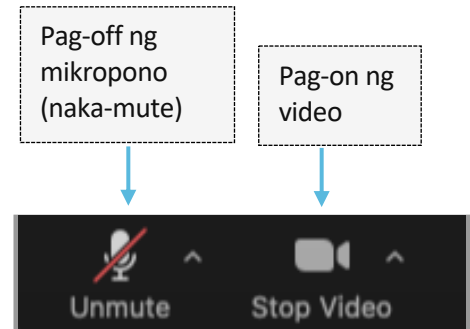 Pag-off ng
mikropono
(naka-mute)
Pag-on ng
video
Unmute
Stop Video